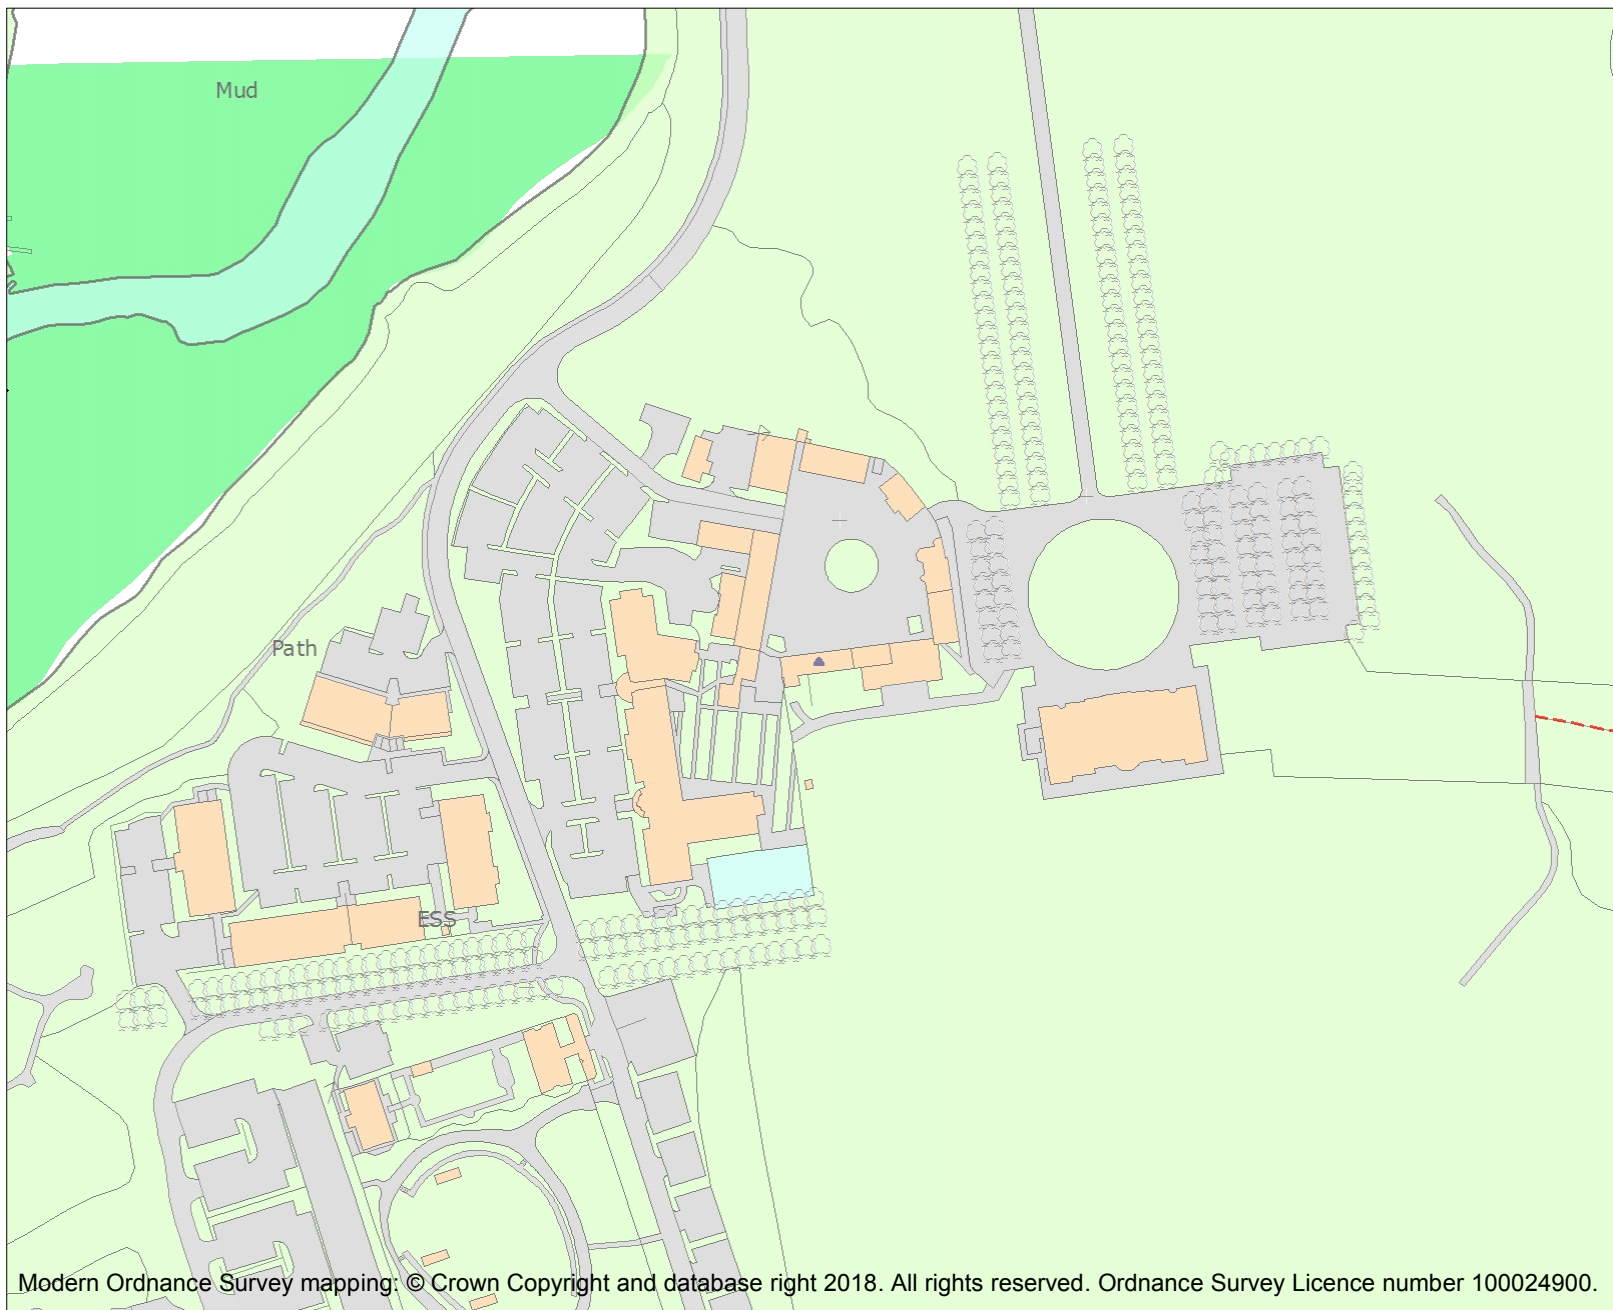 Mud
Path
ESS
Modern Ordnance Survey mapping: © Crown Copyright and database right 2018. All rights reserved. Ordnance Survey Licence number 100024900.